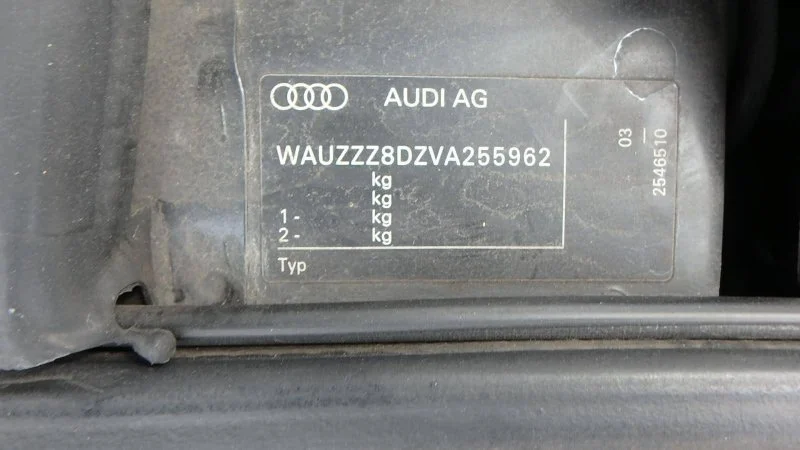 AUDI AG
WAUZZZ8DZVA255962
kg
kg
1 - kg
2 - kg
Typ
03 — 2546510